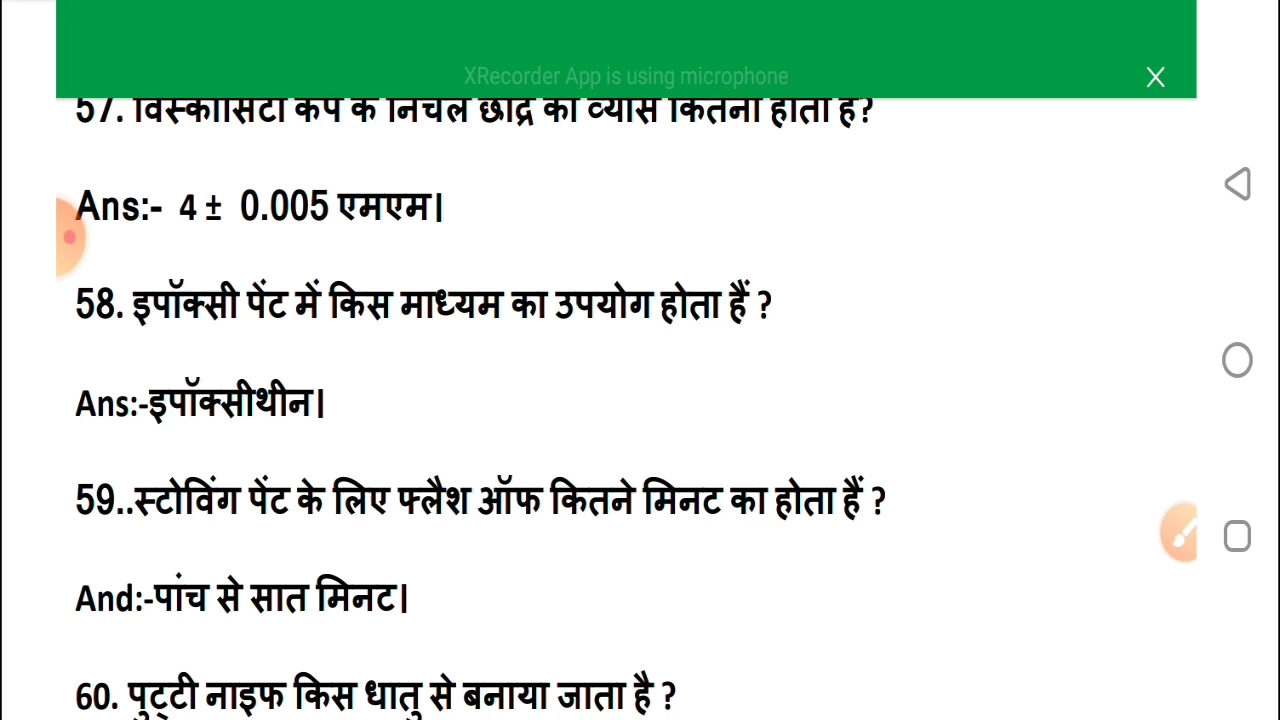 XRecorder App is using microphone
57. विस्कोसिटी कप के निचले छिद्र का व्यास कितना होता है?
Ans:- 4 ± 0.005 एमएम।
58. इपॉक्सी पेंट में किस माध्यम का उपयोग होता हैं ?
Ans:-इपॉक्सीथीन।
59..स्टोविंग पेंट के लिए फ्लैश ऑफ कितने मिनट का होता हैं ?
And:-पांच से सात मिनट।
60. पुट्टी नाइफ किस धातु से बनाया जाता है ?